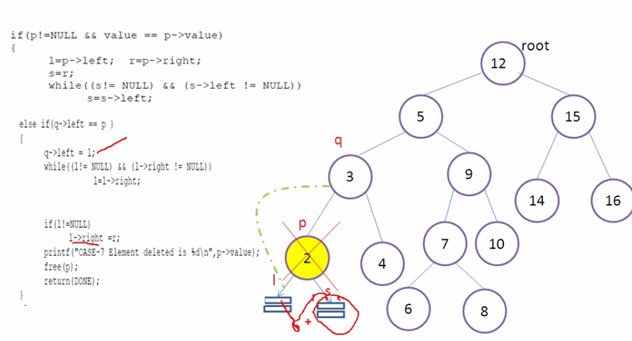 if(p!=NULL && value == p->value)
{
l=p->left; r=p->right;
s=r;
while((s!= NULL) && (s->left != NULL))
s=s->left;
else if(q->left == p )
{
q->left = l;
while((l!= NULL) && (l->right != NULL))
l=l->right;
if(l!=NULL)
l->right =r;
printf("CASE-7 Element deleted is %d\n",p->value);
free(p);
return(DONE);
}
root
12
5
15
q
3
9
14
16
p
2
4
7
10
l
s
6
8
+